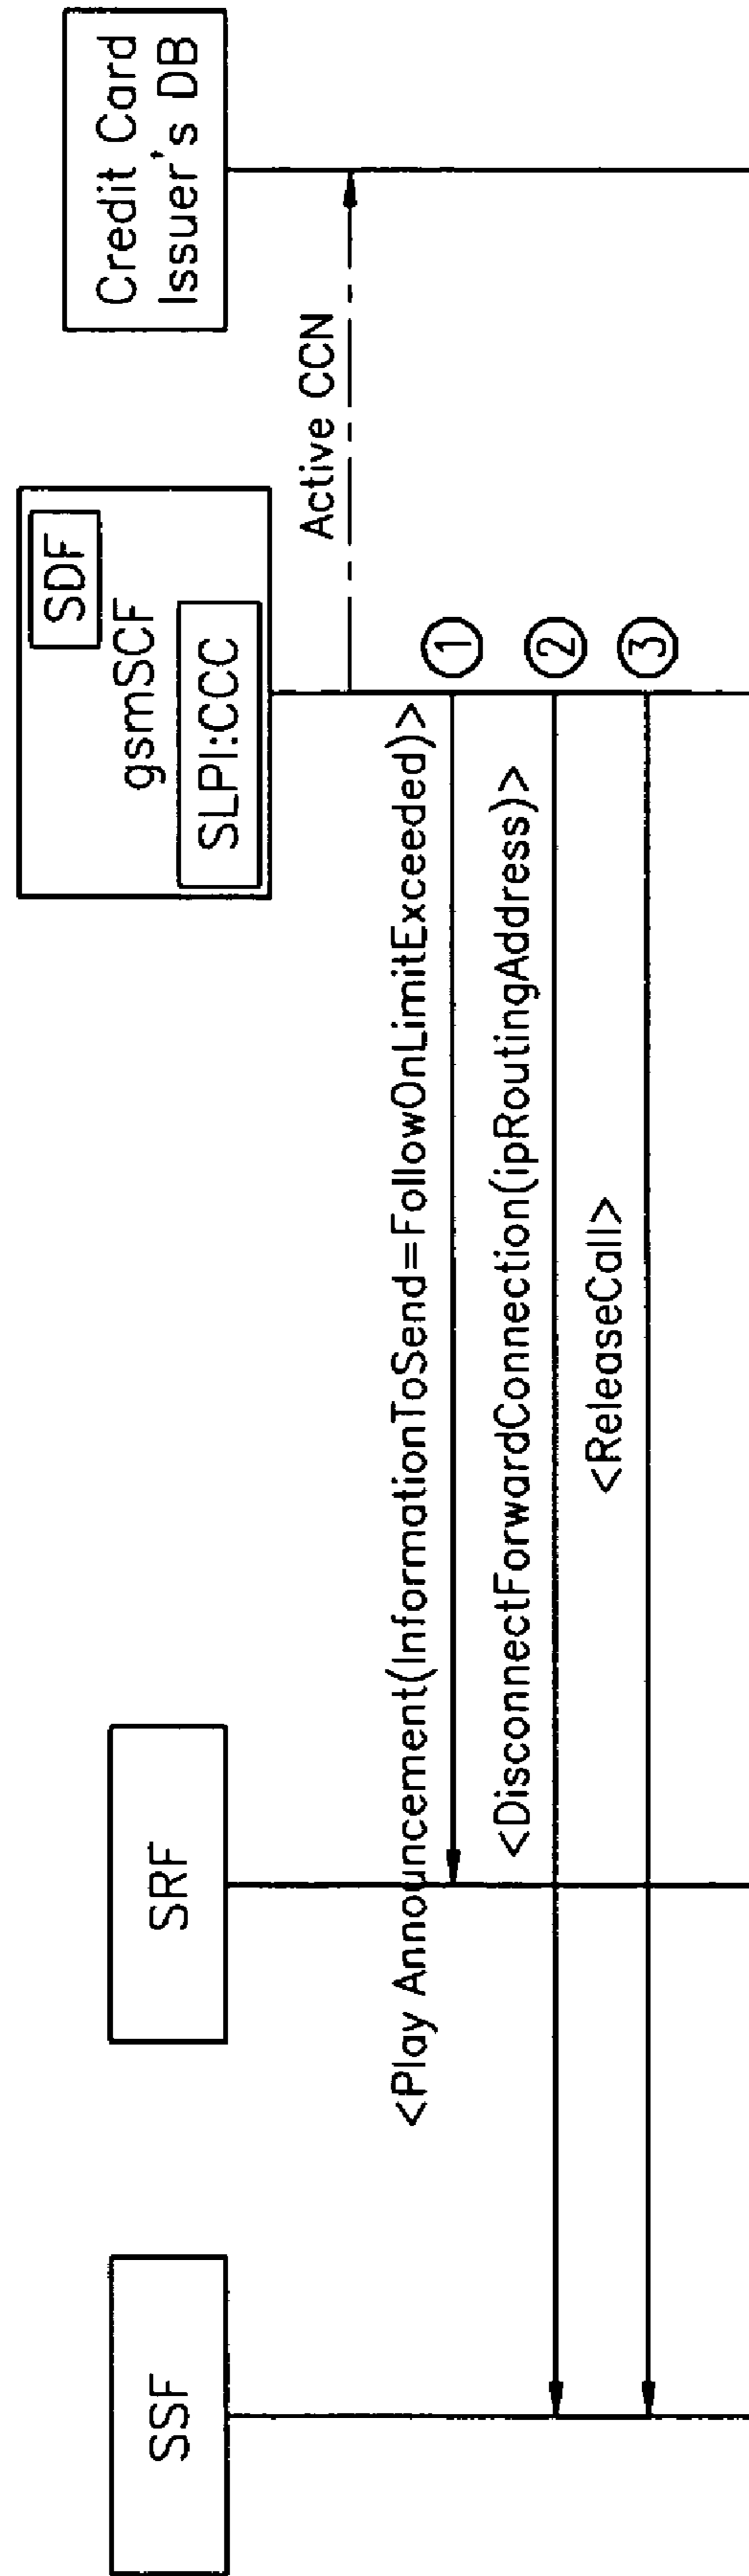 SSF
SRF
SDF
gsmSCF
SLPI:CCC
Credit Card
Issuer's DB
Active CCN
<Play Announcement(InformationToSend=FollowOnLimitExceeded)>
1
<DisconnectForwardConnection(ipRoutingAddress)>
2
<ReleaseCall>
3